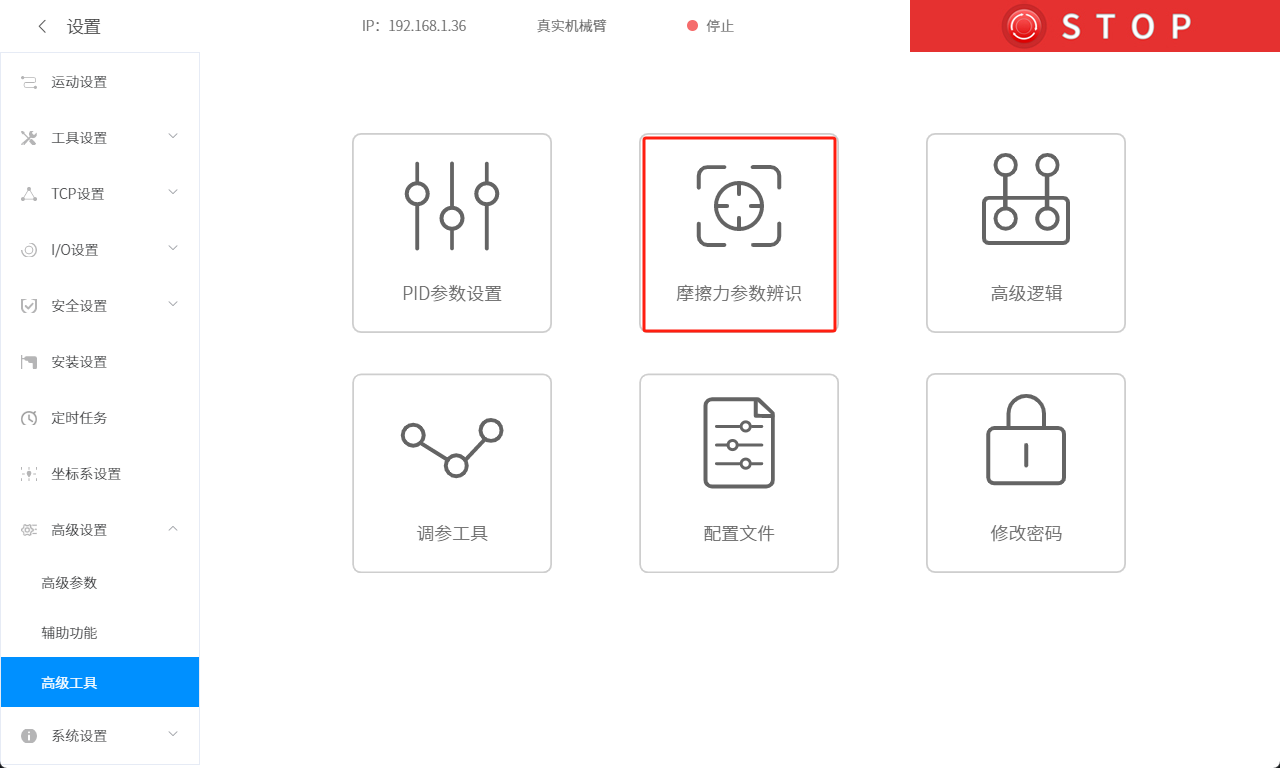 设置
IP：192.168.1.36
真实机械臂
停止
STOP
运动设置
工具设置
TCP设置
I/O设置
安全设置
安装设置
定时任务
坐标系设置
高级设置
高级参数
辅助功能
高级工具
系统设置
PID参数设置
摩擦力参数辨识
高级逻辑
调参工具
配置文件
修改密码